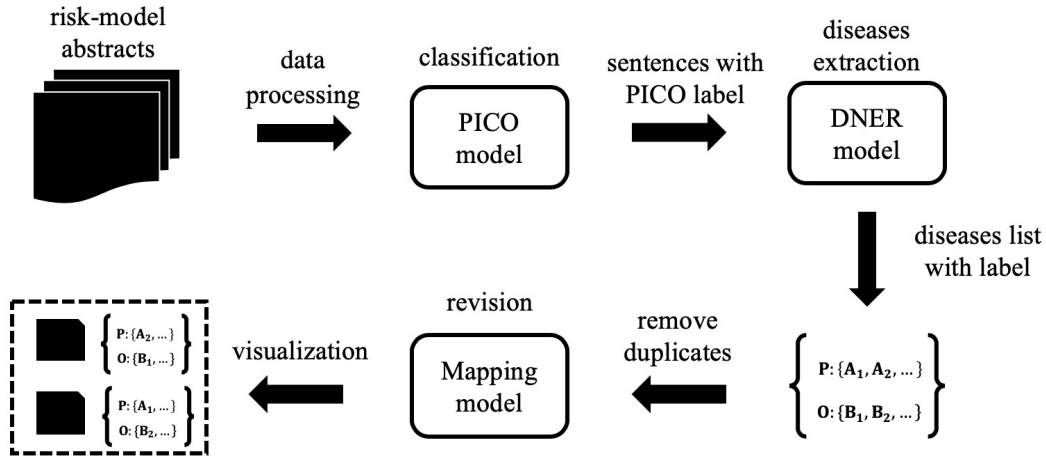 risk-model
abstracts
data
processing
classification
PICO
model
sentences with
PICO label
diseases
extraction
DNER
model
diseases list
with label
P: {A₁, A₂, …}
O: {B₁, B₂, …}
remove
duplicates
revision
Mapping
model
visualization
P: {A₂, …}
O: {B₁, …}
P: {A₁, …}
O: {B₂, …}